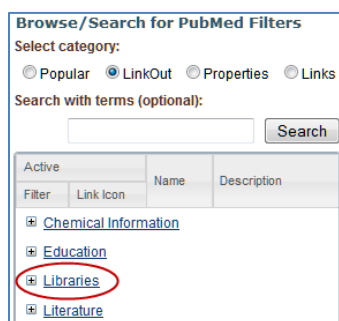 Browse/Search for PubMed Filters
Select category:
Popular LinkOut Properties Links
Search with terms (optional):
Search
Active Name Description
Filter Link Icon
Chemical Information
Education
Libraries
Literature